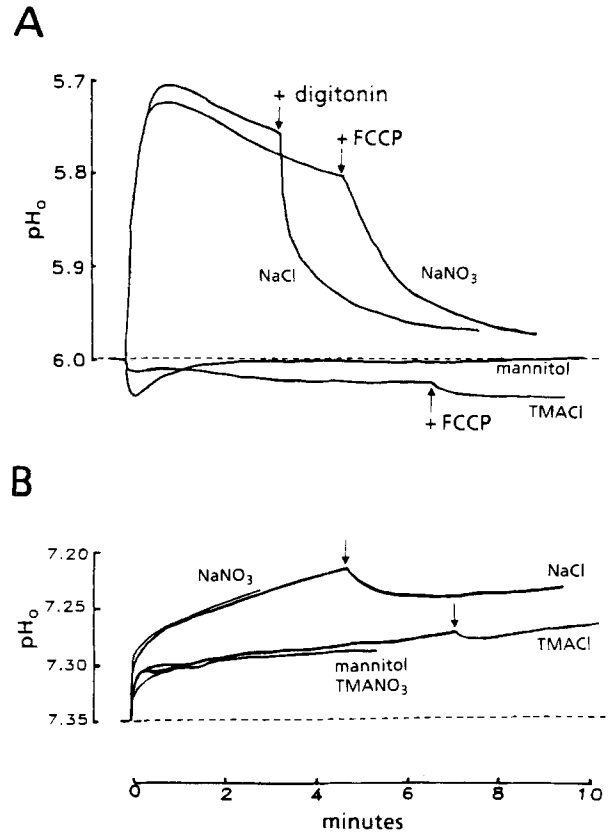 A
5.7
+ digitonin
+ FCCP
5.8
pHo
5.9
NaCl
NaNO3
6.0
mannitol
TMACl
+ FCCP
B
7.20
NaNO3
NaCl
7.25
pHo
7.30
TMACl
mannitol
TMANO3
7.35
0 2 4 6 8 10
minutes